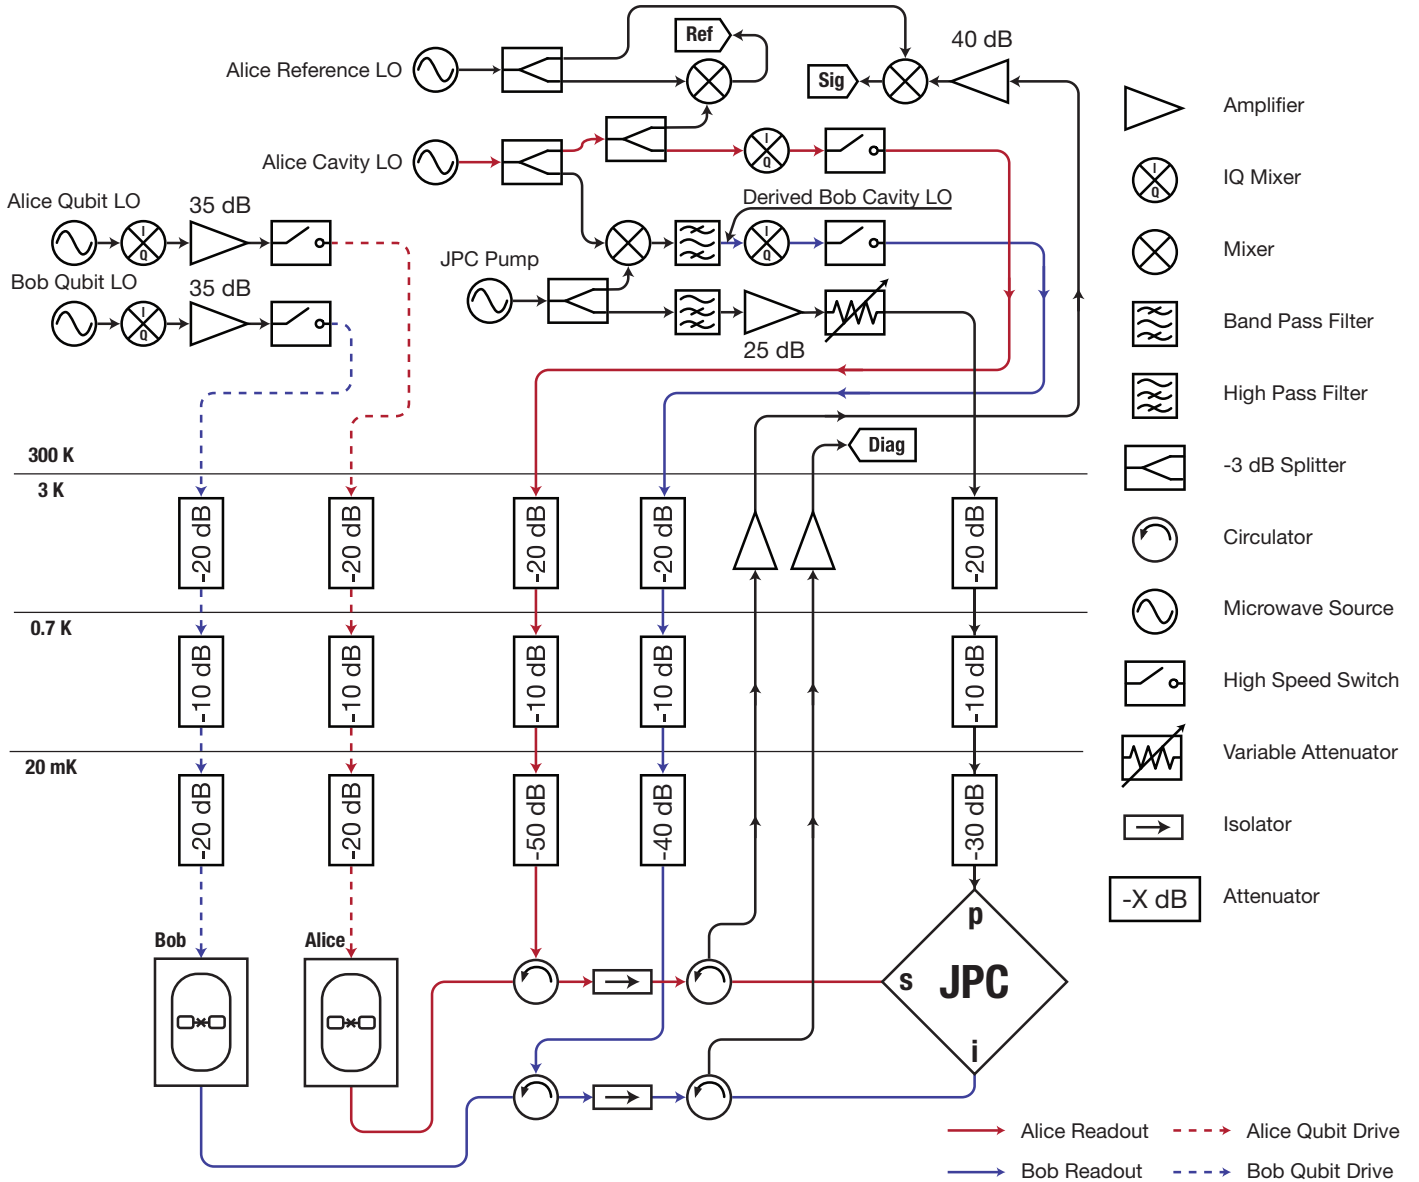 Ref
40 dB
Alice Reference LO
Sig
Amplifier
Alice Cavity LO
I
Q
IQ Mixer
Alice Qubit LO
35 dB
Derived Bob Cavity LO
I
Q
I
Q
Mixer
JPC Pump
Bob Qubit LO
35 dB
I
Q
25 dB
Band Pass Filter
High Pass Filter
Diag
300 K
3 K
-3 dB Splitter
-20 dB
-20 dB
-20 dB
-20 dB
-20 dB
Circulator
0.7 K
Microwave Source
-10 dB
-10 dB
-10 dB
-10 dB
-10 dB
High Speed Switch
20 mK
Variable Attenuator
-20 dB
-20 dB
-50 dB
-40 dB
-30 dB
Isolator
-X dB
Attenuator
Bob
Alice
p
s
JPC
i
Alice Readout
Alice Qubit Drive
Bob Readout
Bob Qubit Drive
I
Q